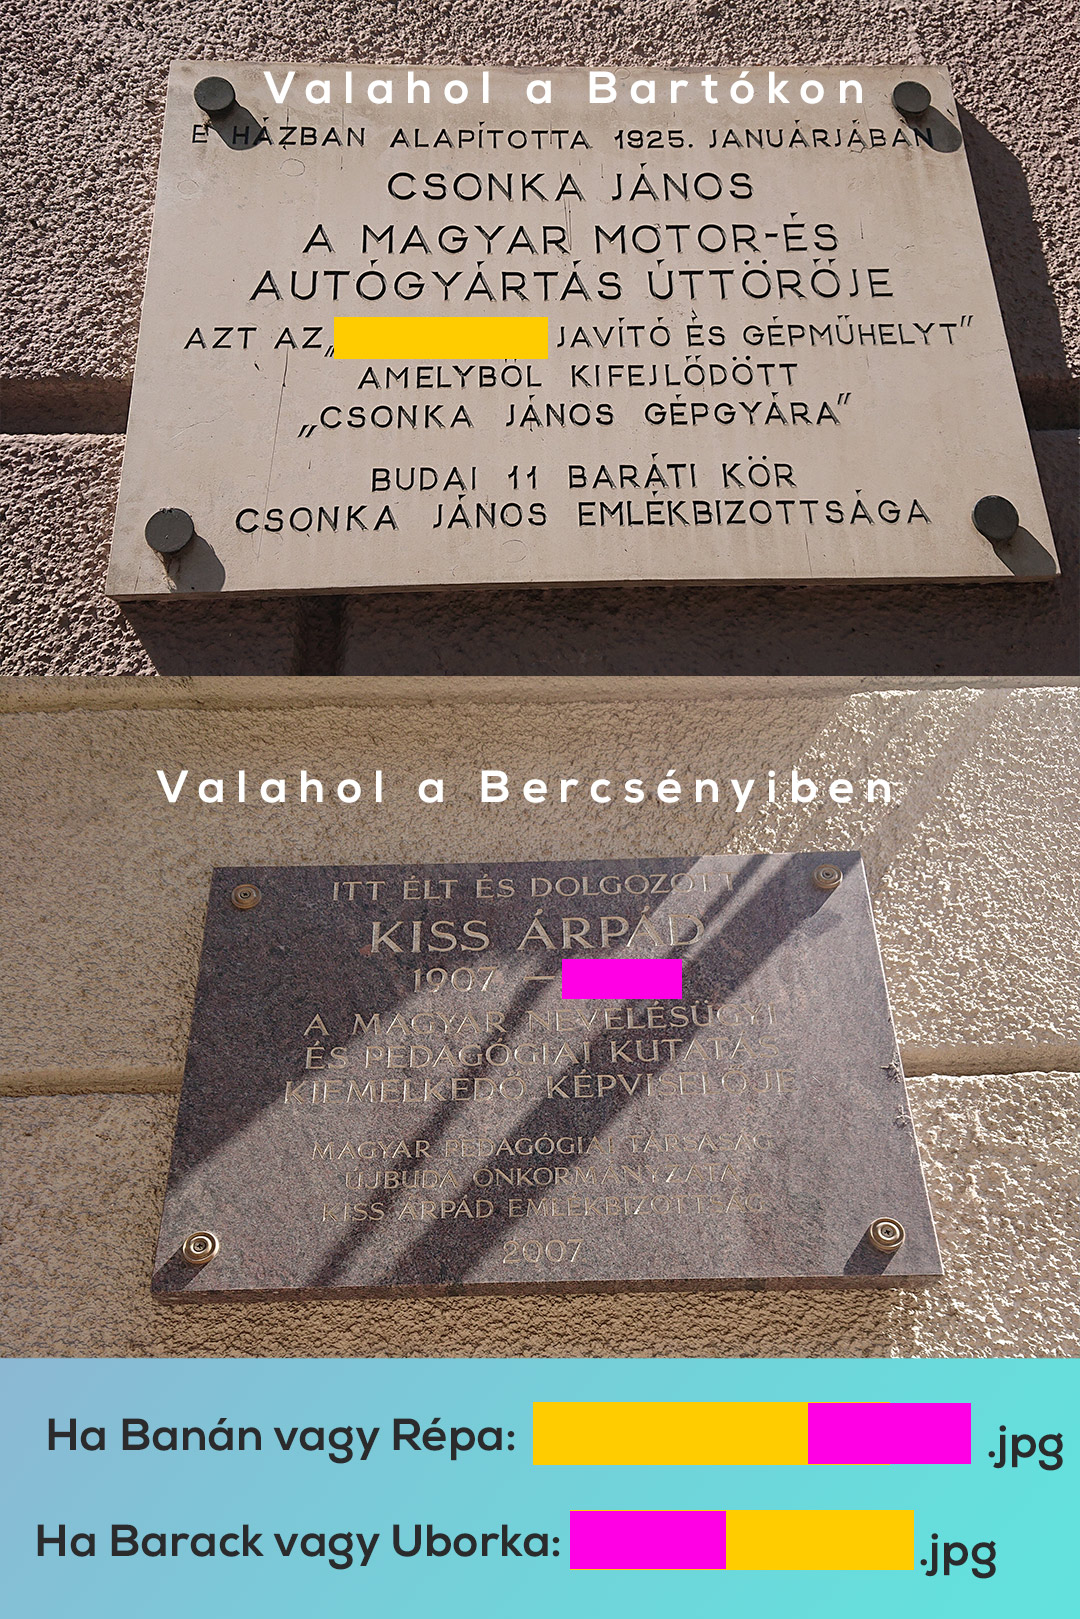 Valahol a Bartókon
E HÁZBAN ALAPÍTOTTA 1925. JANUÁRJÁBAN
CSONKA JÁNOS
A MAGYAR MOTOR-ÉS
AUTÓGYÁRTÁS ÚTTÖRŐJE
AZT AZ „ JAVÍTÓ ÉS GÉPMŰHELYT”
AMELYBŐL KIFEJLŐDÖTT
„CSONKA JÁNOS GÉPGYÁRA”
BUDAI 11 BARÁTI KÖR
CSONKA JÁNOS EMLÉKBIZOTTSÁGA
Valahol a Bercsényiben
ITT ÉLT ÉS DOLGOZOTT
KISS ÁRPÁD
1907 –
A MAGYAR NEVELÉSÜGYI
ÉS PEDAGÓGIAI KUTATÁS
KIEMELKEDŐ KÉPVISELŐJE
MAGYAR PEDAGÓGIAI TÁRSASÁG
ÚJBUDA ÖNKORMÁNYZATA
KISS ÁRPÁD EMLÉKBIZOTTSÁG
2007
Ha Banán vagy Répa: .jpg
Ha Barack vagy Uborka: .jpg